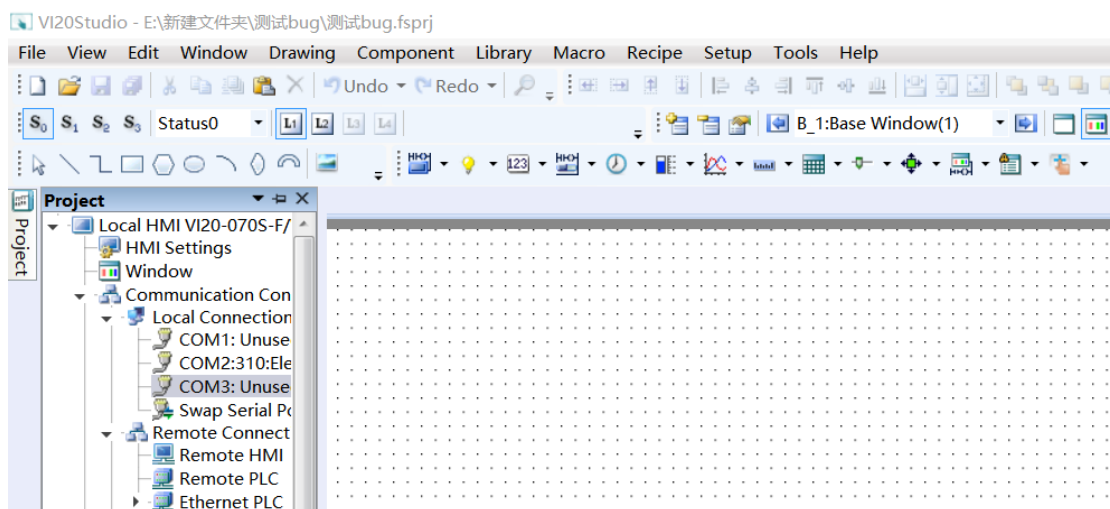 VI20Studio - E:\新建文件夹\测试bug\测试bug.fsprj
File View Edit Window Drawing Component Library Macro Recipe Setup Tools Help
Undo Redo
S0 S1 S2 S3 Status0 L1 L2 L3 L4 B_1:Base Window(1)
123
Project
Project
Local HMI VI20-070S-F/
HMI Settings
Window
Communication Con
Local Connection
COM1: Unuse
COM2:310:Ele
COM3: Unuse
Swap Serial Po
Remote Connect
Remote HMI
Remote PLC
Ethernet PLC